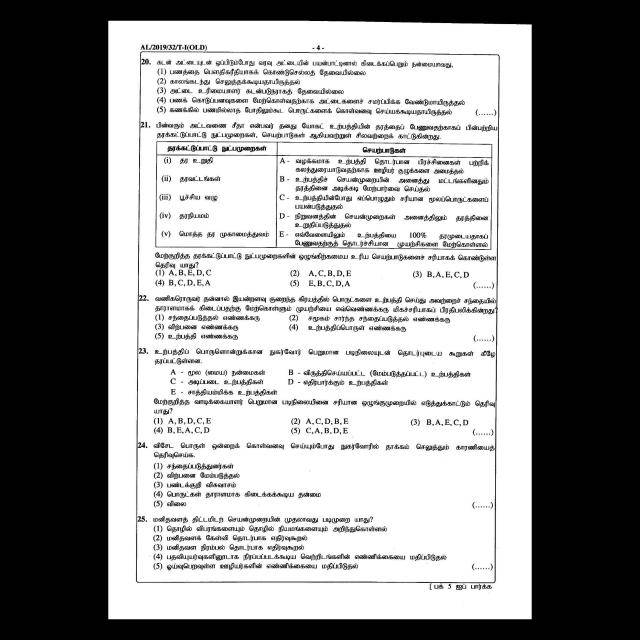 AL/2019/32/T-I(OLD)
- 4 -
20. கடன் அட்டையுடன் ஒப்பிடும்போது வரவு அட்டையின் பயன்பாட்டினால் கிடைக்கப்பெறும் நன்மையாவது,
(1) பணத்தை பௌதிகரீதியாகக் கொண்டுசெல்லத் தேவையில்லை
(2) காலங்கடந்து செலுத்தக்கூடியதாயிருத்தல்
(3) அட்டை உரிமையாளர் கடன்படுநராகத் தேவையில்லை
(4) பணக் கொடுப்பனவுகளை மேற்கொள்வதற்காக அட்டைகளைச் சமர்ப்பிக்க வேண்டுமாயிருத்தல்
(5) கணக்கில் பணமில்லாத போதிலும்கூட பொருட்களைக் கொள்வனவு செய்யக்கூடியதாயிருத்தல் (......)
21. பின்வரும் அட்டவணை சீதா என்பவர் தனது யோகட் உற்பத்தியின் தரத்தைப் பேணுவதற்காகப் பின்பற்றிய
தரக்கட்டுப்பாட்டு நுட்பமுறைகள், செயற்பாடுகள் ஆகியவற்றுள் சிலவற்றைக் காட்டுகின்றது.
தரக்கட்டுப்பாட்டு நுட்பமுறைகள் செயற்பாடுகள்
(i) தர உறுதி A - வழக்கமாக உற்பத்தி தொடர்பான பிரச்சினைகள் பற்றிக்
கலந்துரையாடுவதற்காக ஊழியர் குழுக்களை அமைத்தல்
(ii) தரவட்டங்கள் B - உற்பத்திச் செயன்முறையின் அனைத்து மட்டங்களினதும்
தரத்தினை அடிக்கடி மேற்பார்வை செய்தல்
(iii) பூச்சிய வழு C - உற்பத்தியின்போது எப்பொழுதும் சரியான மூலப்பொருட்களைப்
பயன்படுத்துதல்
(iv) தரநியமம் D - நிறுவனத்தின் செயன்முறைகள் அனைத்திலும் தரத்தினை
உறுதிப்படுத்தல்
(v) மொத்த தர முகாமைத்துவம் E - எவ்வேளையிலும் உற்பத்தியை 100% தரமுடையதாகப்
பேணுவதற்குத் தொடர்ச்சியான முயற்சிகளை மேற்கொள்ளல்
மேற்குறித்த தரக்கட்டுப்பாட்டு நுட்பமுறைகளின் ஒழுங்கிற்கமைய உரிய செயற்பாடுகளைச் சரியாகக் கொண்டுள்ள
தெரிவு யாது?
(1) A, B, E, D, C (2) A, C, B, D, E (3) B, A, E, C, D
(4) B, C, D, E, A (5) E, B, C, D, A (......)
22. வணிகரொருவர் தன்னால் இயன்றளவு குறைந்த கிரயத்தில் பொருட்களை உற்பத்தி செய்து அவற்றைச் சந்தையில்
தாராளமாகக் கிடைப்பதற்கு மேற்கொள்ளும் முயற்சியை எவ்வெண்ணக்கரு மிகச்சரியாகப் பிரதிபலிக்கின்றது?
(1) சந்தைப்படுத்தல் எண்ணக்கரு (2) சமூகம் சார்ந்த சந்தைப்படுத்தல் எண்ணக்கரு
(3) விற்பனை எண்ணக்கரு (4) உற்பத்திப்பொருள் எண்ணக்கரு
(5) உற்பத்தி எண்ணக்கரு (......)
23. உற்பத்திப் பொருளொன்றுக்கான நுகர்வோர் பெறுமான படிநிலையுடன் தொடர்புடைய கூறுகள் கீழே
தரப்பட்டுள்ளன.
A - மூல (மைய) நன்மைகள் B - விருத்திசெய்யப்பட்ட (மேம்படுத்தப்பட்ட) உற்பத்திகள்
C - அடிப்படை உற்பத்திகள் D - எதிர்பார்க்கும் உற்பத்திகள்
E - சாத்தியமிக்க உற்பத்திகள்
மேற்குறித்த வாடிக்கையாளர் பெறுமான படிநிலையினை சரியான ஒழுங்குமுறையில் எடுத்துக்காட்டும் தெரிவு
யாது?
(1) A, B, D, C, E (2) A, C, D, B, E (3) B, A, E, C, D
(4) B, E, A, C, D (5) C, A, B, D, E (......)
24. விசேட பொருள் ஒன்றைக் கொள்வனவு செய்யும்போது நுகர்வோரில் தாக்கம் செலுத்தும் காரணியைத்
தெரிவுசெய்க.
(1) சந்தைப்படுத்துனர்கள்
(2) விற்பனை மேம்படுத்தல்
(3) பண்டக்குறி விசுவாசம்
(4) பொருட்கள் தாராளமாகக் கிடைக்கக்கூடிய தன்மை
(5) விலை (......)
25. மனிதவளத் திட்டமிடற் செயன்முறையின் முதலாவது படிமுறை யாது?
(1) தொழில் விபரங்களையும் தொழில் நியமங்களையும் அறிந்துகொள்ளல்
(2) மனிதவளக் கேள்வி தொடர்பாக எதிர்வுகூறல்
(3) மனிதவள நிரம்பல் தொடர்பாக எதிர்வுகூறல்
(4) பதவியுயர்வுகளினூடாக நிரப்பப்படக்கூடிய வெற்றிடங்களின் எண்ணிக்கையை மதிப்பிடுதல்
(5) ஓய்வுபெறவுள்ள ஊழியர்களின் எண்ணிக்கையை மதிப்பிடுதல் (......)
[ பக் 5 ஐப் பார்க்க